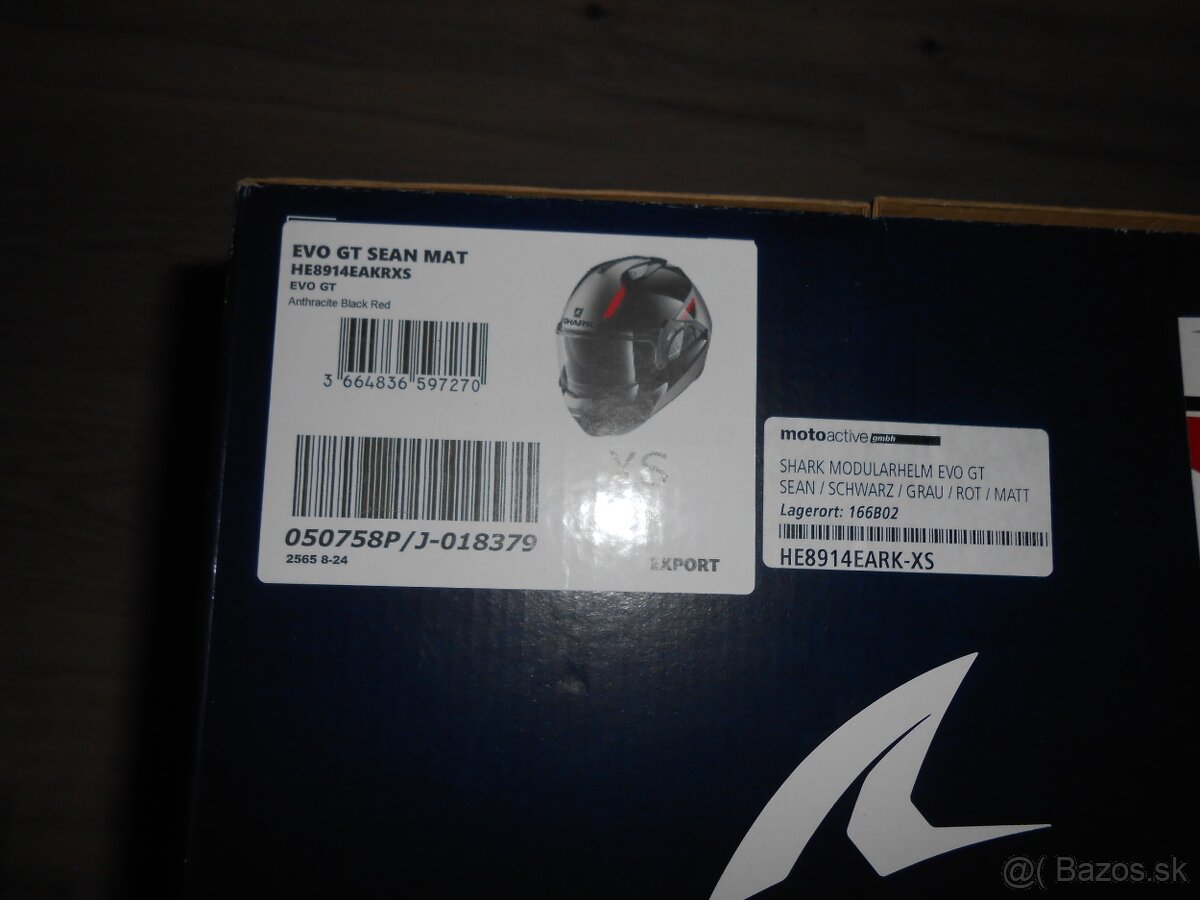 EVO GT SEAN MAT
HE8914EAKRXS
EVO GT
Anthracite Black Red
3 664836 597270
SHARK
XS
050758P/J-018379
2565 8-24
EXPORT
motoactive gmbh
SHARK MODULARHELM EVO GT
SEAN / SCHWARZ / GRAU / ROT / MATT
Lagerort: 166B02
HE8914EARK-XS
@( Bazos.sk